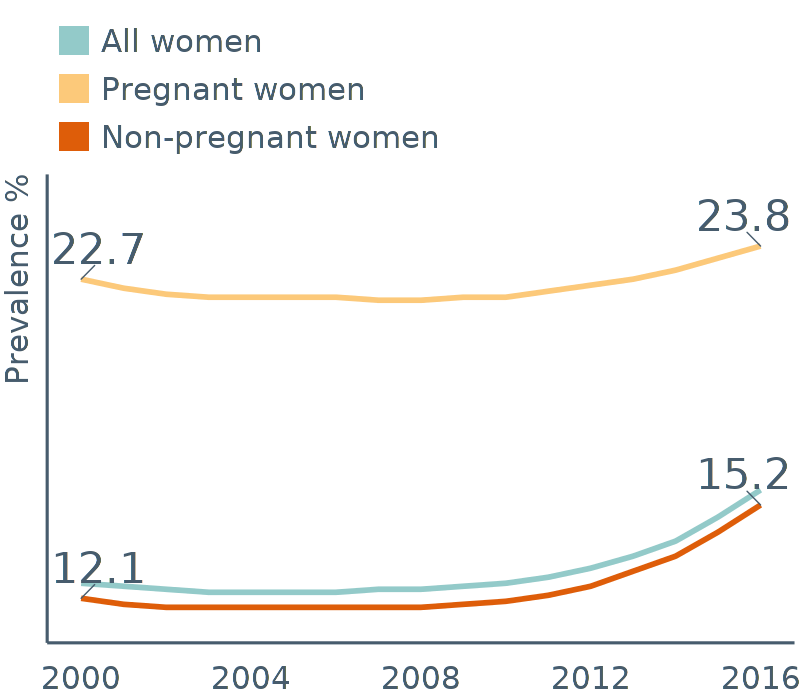 All women
Pregnant women
Non-pregnant women
Prevalence %
22.7
23.8
12.1
15.2
2000 2004 2008 2012 2016